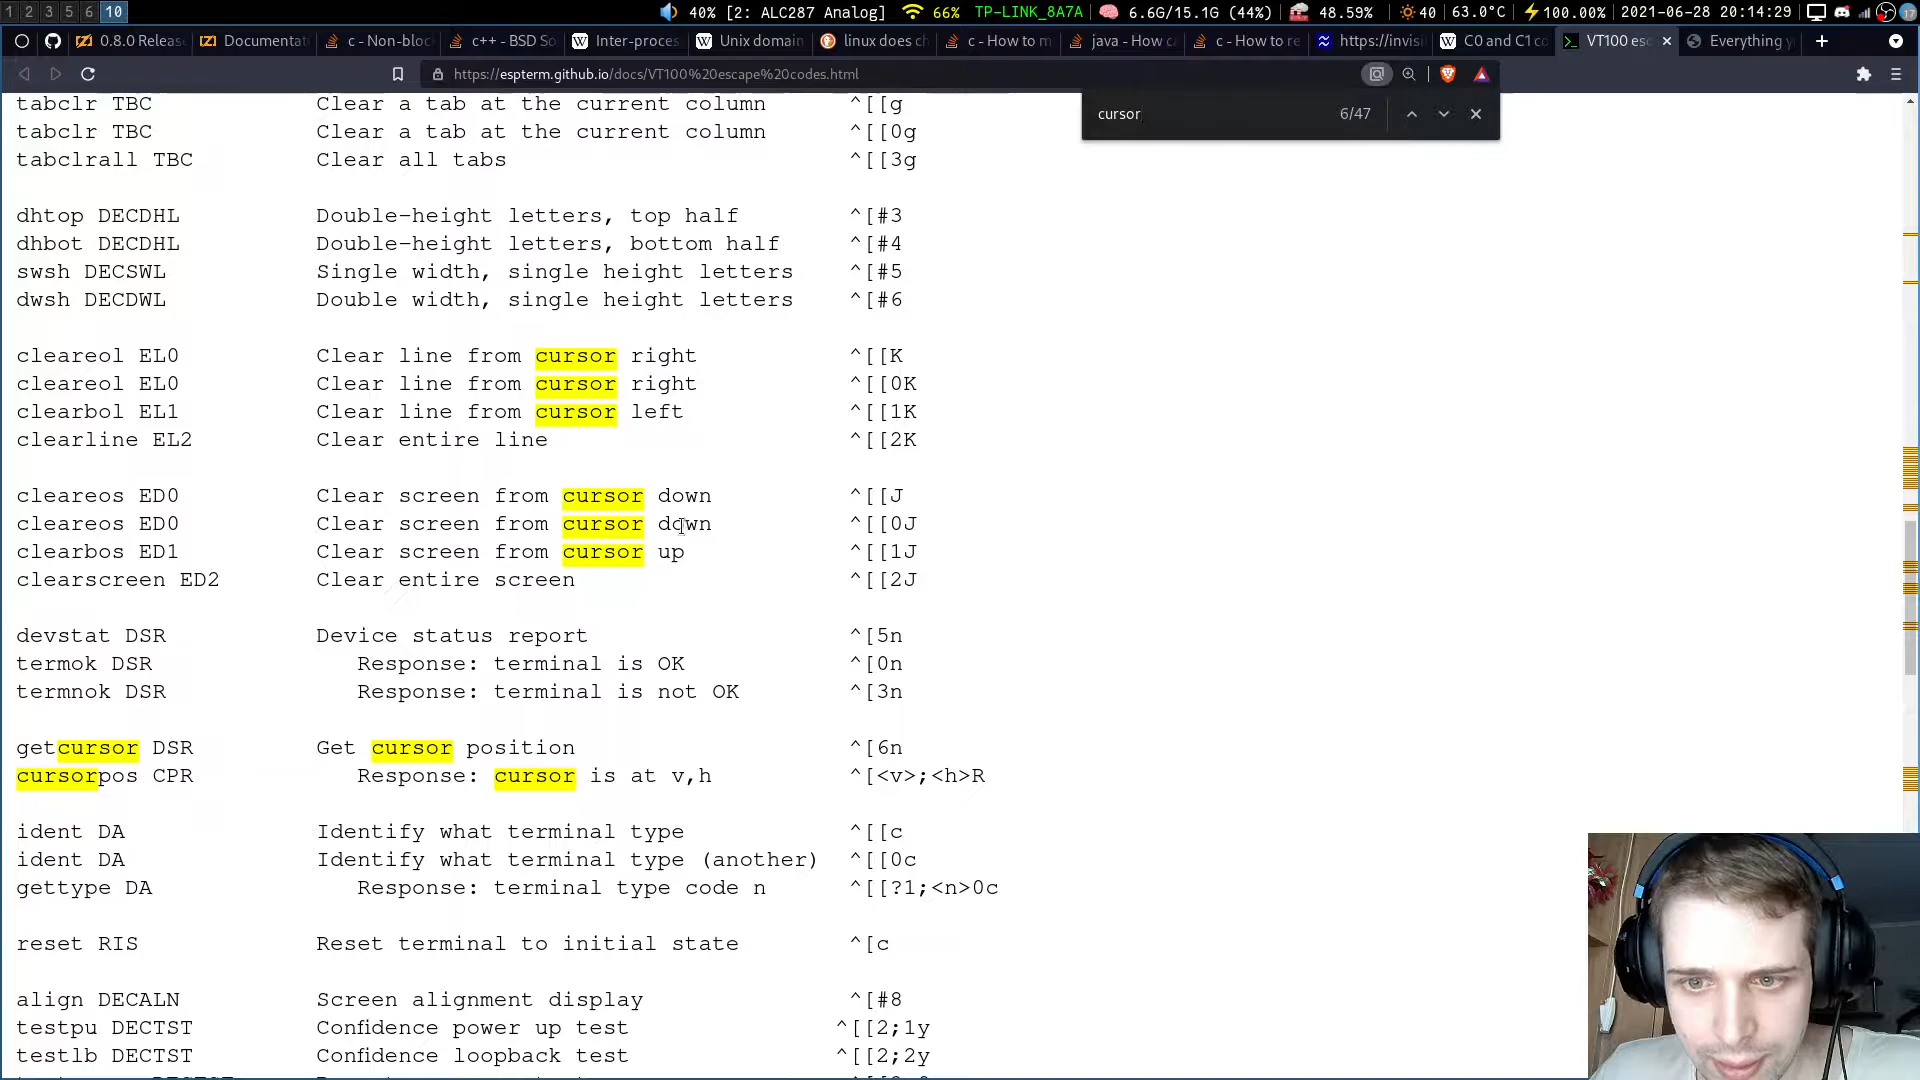 1 2 3 5 6 10 40% [2: ALC287 Analog] 66% TP-LINK_8A7A 6.6G/15.1G (44%) 48.59% 40 63.0°C 100.00% 2021-06-28 20:14:29 17
0.8.0 Releas Documentat c - Non-bloc c++ - BSD So Inter-proces Unix domai linux does c c - How to m java - How c c - How to re https://invisi C0 and C1 co VT100 esc Everything y
https://espterm.github.io/docs/VT100%20escape%20codes.html
cursor 6/47
tabclr TBC Clear a tab at the current column ^[[g
tabclr TBC Clear a tab at the current column ^[[0g
tabclrall TBC Clear all tabs ^[[3g
dhtop DECDHL Double-height letters, top half ^[#3
dhbot DECDHL Double-height letters, bottom half ^[#4
swsh DECSWL Single width, single height letters ^[#5
dwsh DECDWL Double width, single height letters ^[#6
cleareol EL0 Clear line from cursor right ^[[K
cleareol EL0 Clear line from cursor right ^[[0K
clearbol EL1 Clear line from cursor left ^[[1K
clearline EL2 Clear entire line ^[[2K
cleareos ED0 Clear screen from cursor down ^[[J
cleareos ED0 Clear screen from cursor down ^[[0J
clearbos ED1 Clear screen from cursor up ^[[1J
clearscreen ED2 Clear entire screen ^[[2J
devstat DSR Device status report ^[5n
termok DSR Response: terminal is OK ^[0n
termnok DSR Response: terminal is not OK ^[3n
getcursor DSR Get cursor position ^[6n
cursorpos CPR Response: cursor is at v,h ^[<v>;<h>R
ident DA Identify what terminal type ^[[c
ident DA Identify what terminal type (another) ^[[0c
gettype DA Response: terminal type code n ^[[?1;<n>0c
reset RIS Reset terminal to initial state ^[c
align DECALN Screen alignment display ^[#8
testpu DECTST Confidence power up test ^[[2;1y
testlb DECTST Confidence loopback test ^[[2;2y